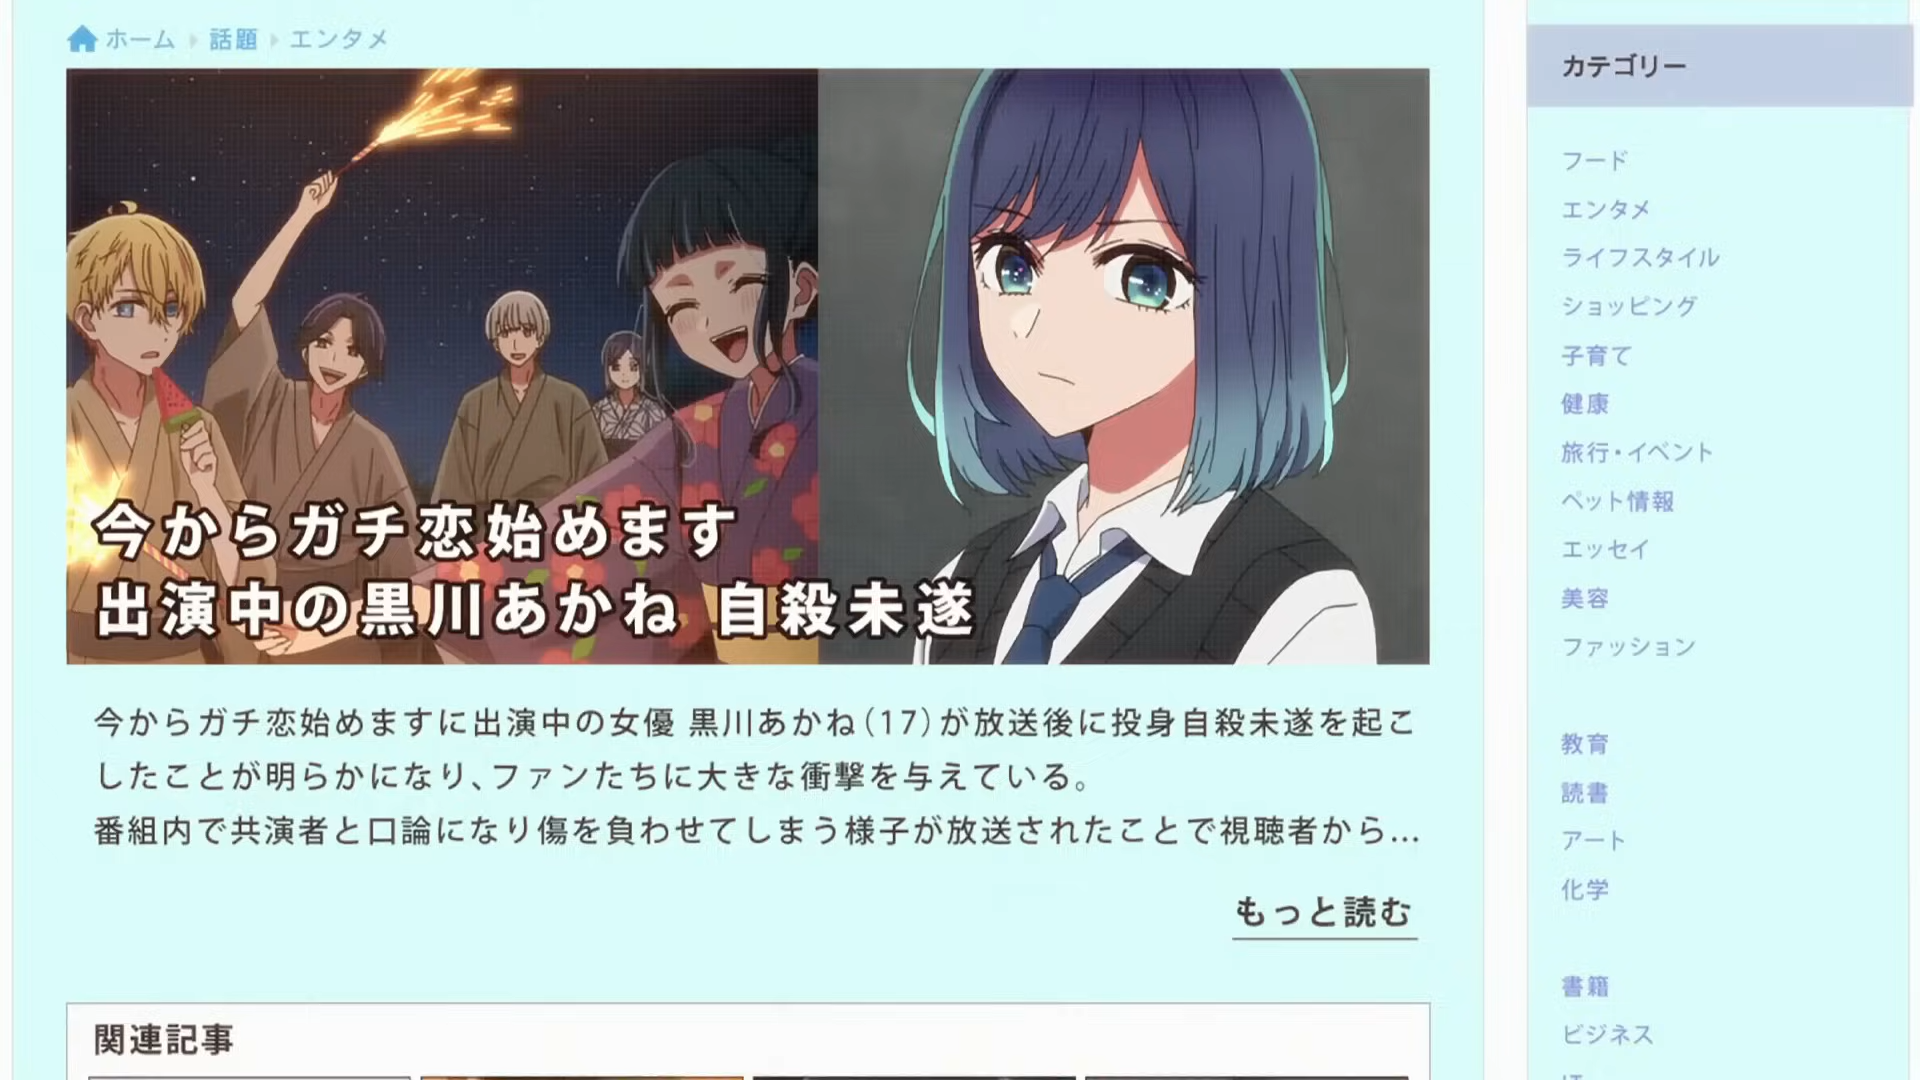 ホーム 話題 エンタメ
今からガチ恋始めます
出演中の黒川あかね 自殺未遂
今からガチ恋始めますに出演中の女優 黒川あかね(17)が放送後に投身自殺未遂を起こ
したことが明らかになり、ファンたちに大きな衝撃を与えている。
番組内で共演者と口論になり傷を負わせてしまう様子が放送されたことで視聴者から…
もっと読む
関連記事
カテゴリー
フード
エンタメ
ライフスタイル
ショッピング
子育て
健康
旅行・イベント
ペット情報
エッセイ
美容
ファッション
教育
読書
アート
化学
書籍
ビジネス